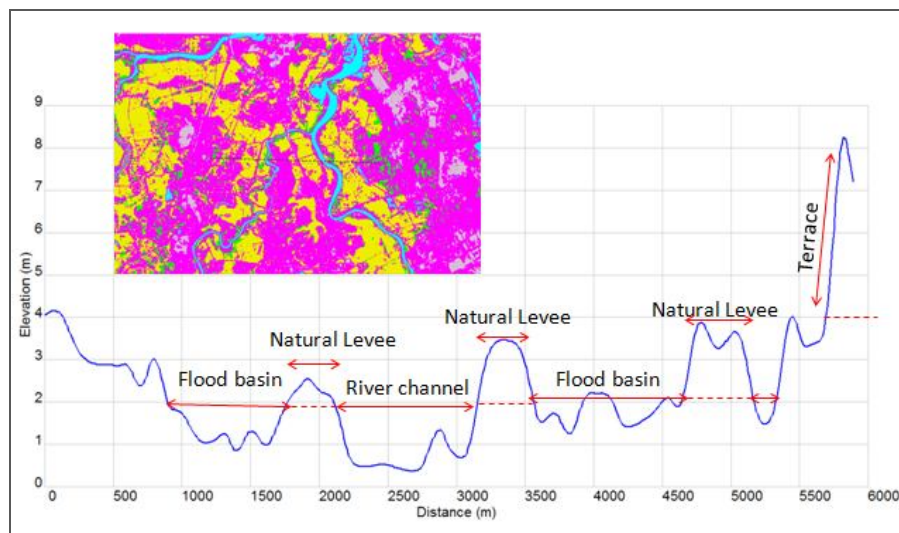 9
8
7
6
5
4
3
2
1
0
Elevation (m)
Natural Levee
Flood basin
River channel
Natural Levee
Flood basin
Natural Levee
Terrace
0 500 1000 1500 2000 2500 3000 3500 4000 4500 5000 5500 6000
Distance (m)